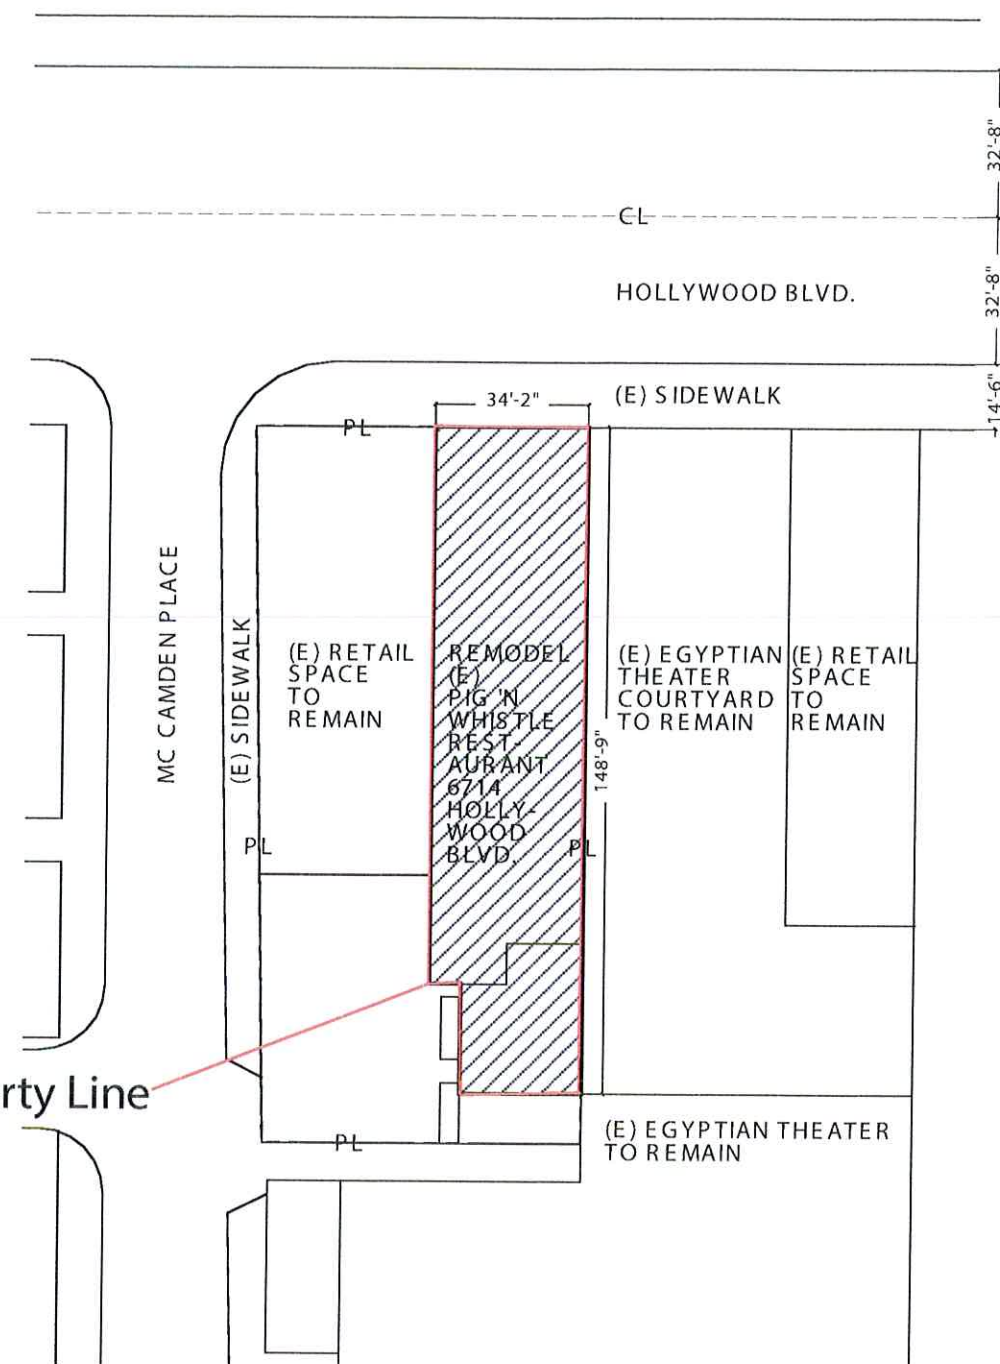 32'-8"
CL
HOLLYWOOD BLVD.
32'-8"
14'-6"
(E) SIDEWALK
34'-2"
PL
MC CAMDEN PLACE
(E) SIDEWALK
(E) RETAIL
SPACE
TO
REMAIN
REMODEL
(E)
PIG 'N
WHISTLE
REST-
AURANT
6714
HOLLY-
WOOD
BLVD.
148'-9"
(E) EGYPTIAN
THEATER
COURTYARD
TO REMAIN
(E) RETAIL
SPACE
TO
REMAIN
PL
PL
rty Line
PL
(E) EGYPTIAN THEATER
TO REMAIN